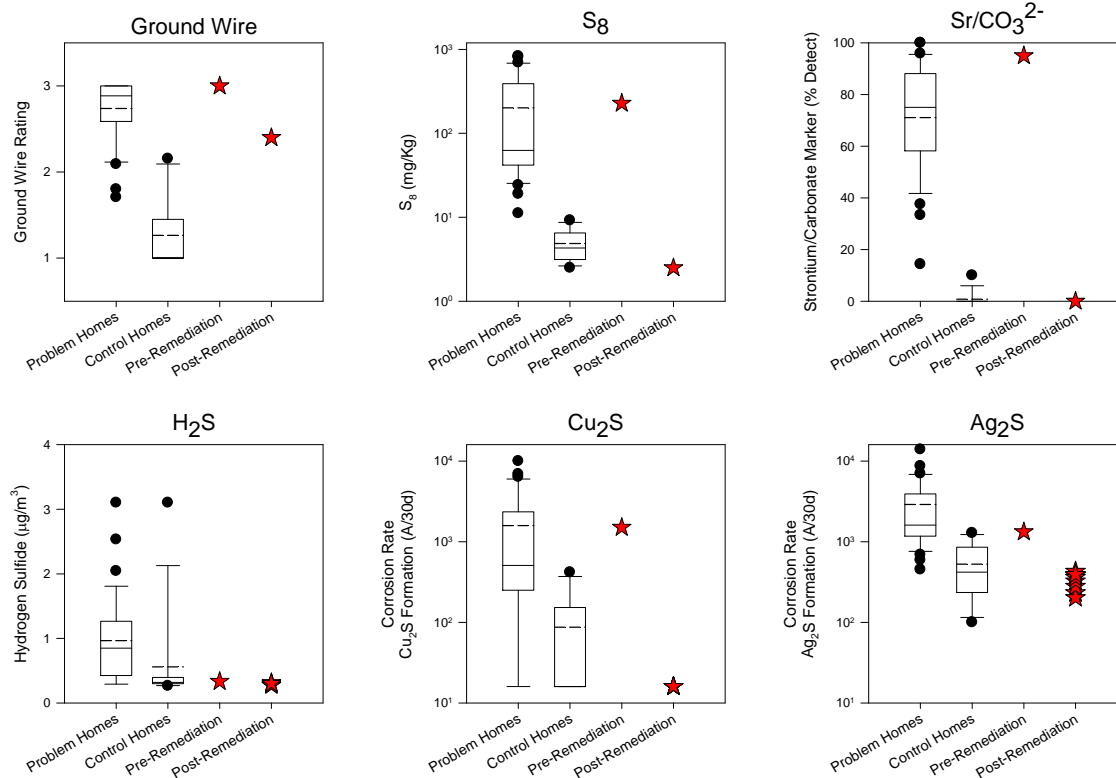 Ground Wire
Ground Wire Rating
3
2
1
Problem Homes
Control Homes
Pre-Remediation
Post-Remediation
S₈
S₈ (mg/Kg)
10³
10²
10¹
10⁰
Problem Homes
Control Homes
Pre-Remediation
Post-Remediation
Sr/CO₃²⁻
Strontium/Carbonate Marker (% Detect)
100
80
60
40
20
0
Problem Homes
Control Homes
Pre-Remediation
Post-Remediation
H₂S
Hydrogen Sulfide (μg/m³)
4
3
2
1
0
Problem Homes
Control Homes
Pre-Remediation
Post-Remediation
Cu₂S
Corrosion Rate
Cu₂S Formation (A/30d)
10⁴
10³
10²
10¹
Problem Homes
Control Homes
Pre-Remediation
Post-Remediation
Ag₂S
Corrosion Rate
Ag₂S Formation (A/30d)
10⁴
10³
10²
10¹
Problem Homes
Control Homes
Pre-Remediation
Post-Remediation